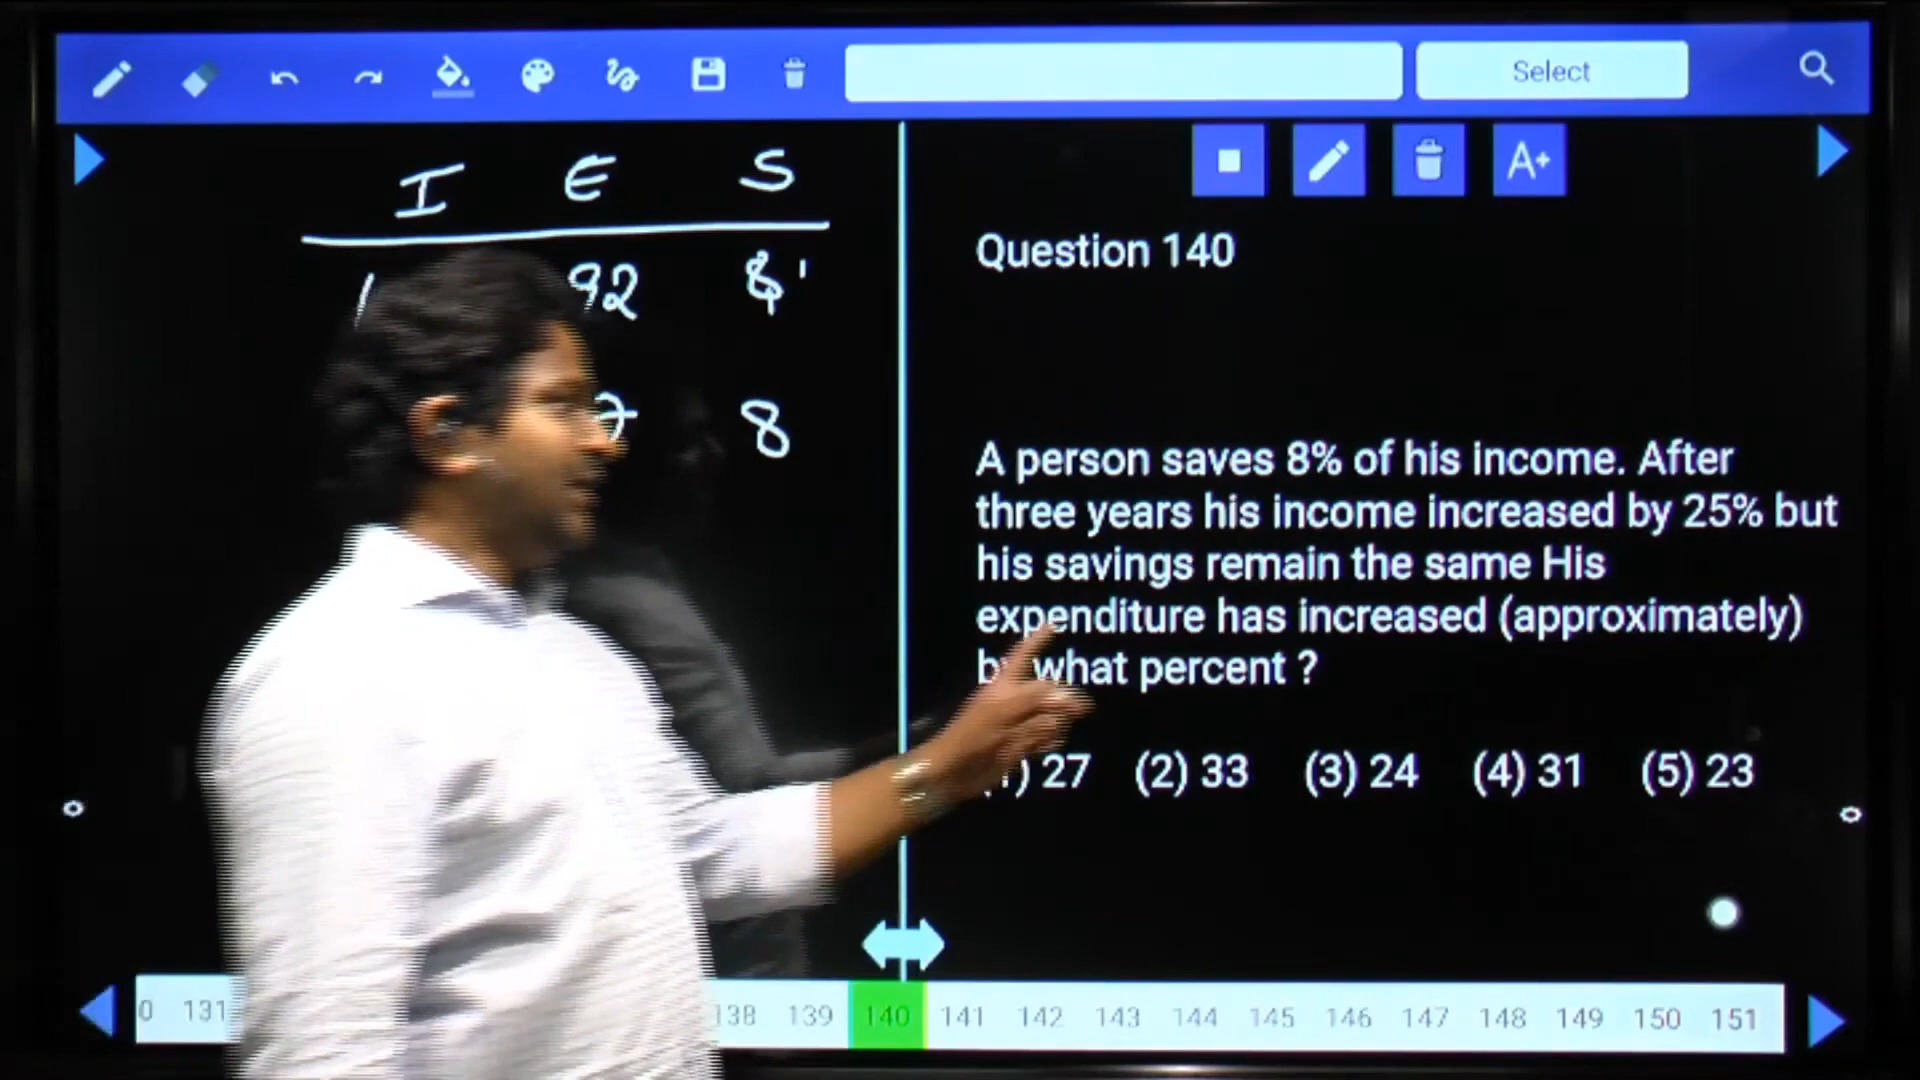 Select
A+
I E S
92 8
8
Question 140
A person saves 8% of his income. After
three years his income increased by 25% but
his savings remain the same His
expenditure has increased (approximately)
what percent ?
27 (2) 33 (3) 24 (4) 31 (5) 23
0 131 138 139 140 141 142 143 144 145 146 147 148 149 150 151